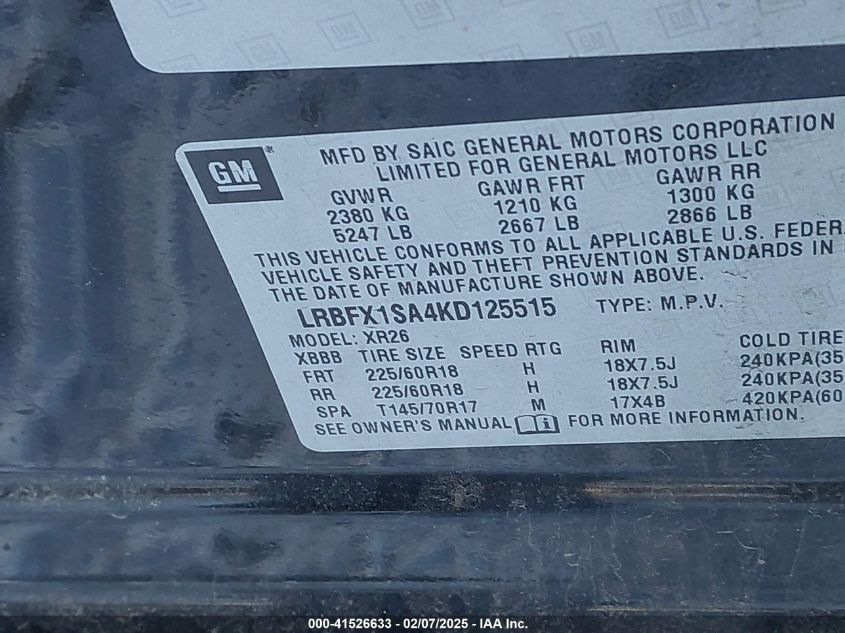 GM
MFD BY SAIC GENERAL MOTORS CORPORATION
LIMITED FOR GENERAL MOTORS LLC
GVWR GAWR FRT GAWR RR
2380 KG 1210 KG 1300 KG
5247 LB 2667 LB 2866 LB
THIS VEHICLE CONFORMS TO ALL APPLICABLE U.S. FEDER
VEHICLE SAFETY AND THEFT PREVENTION STANDARDS IN
THE DATE OF MANUFACTURE SHOWN ABOVE.
LRBFX1SA4KD125515 TYPE: M.P.V.
MODEL: XR26
XBBB TIRE SIZE SPEED RTG RIM COLD TIRE
FRT 225/60R18 H 18X7.5J 240KPA(35
RR 225/60R18 H 18X7.5J 240KPA(35
SPA T145/70R17 M 17X4B 420KPA(60
SEE OWNER'S MANUAL FOR MORE INFORMATION.
000-41526633 - 02/07/2025 - IAA Inc.